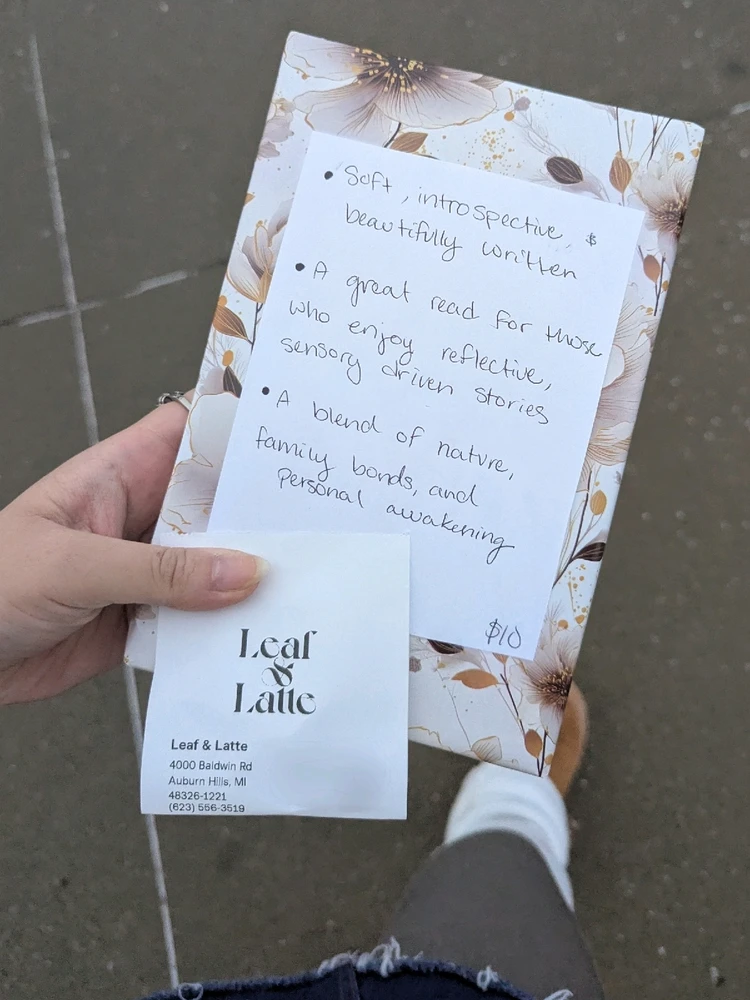 • Soft, introspective, $
beautifully written
• A great read for those
who enjoy reflective,
sensory driven stories
• A blend of nature,
family bonds, and
personal awakening
$10
Leaf
&
Latte
Leaf & Latte
4000 Baldwin Rd
Auburn Hills, MI
48326-1221
(623) 556-3519